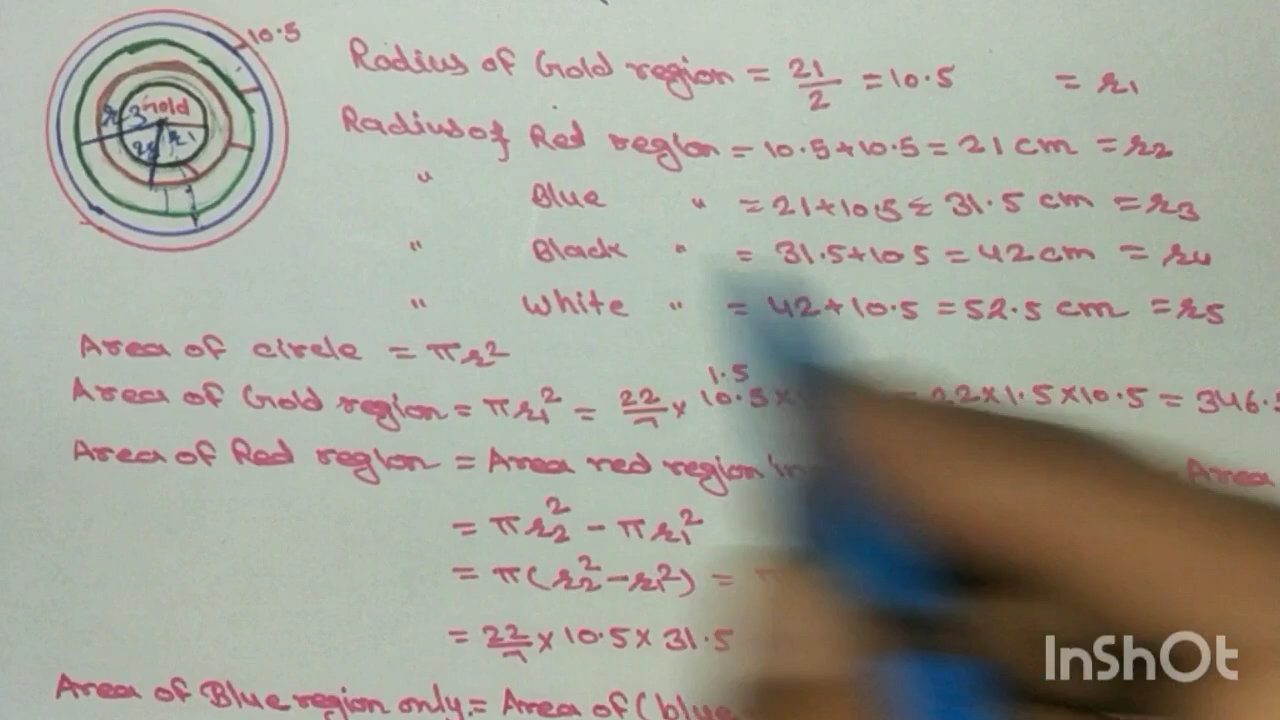 10.5
Gold
Radius of Gold region = 21/2 = 10.5 = r1
Radius of Red region = 10.5+10.5 = 21 cm = r2
" Blue " = 21+10.5 = 31.5 cm = r3
" Black " = 31.5+10.5 = 42 cm = r4
" White " = 42+10.5 = 52.5 cm = r5
Area of circle = πr²
1.5
Area of Gold region = πr1² = 22/7 × 10.5 × = 22×1.5×10.5 = 346.5
Area of Red region = Area red region Area
= πr2² - πr1²
= π(r2² - r1²) = π
= 22/7 × 10.5 × 31.5
Area of Blue region only = Area of (blue
InShOt